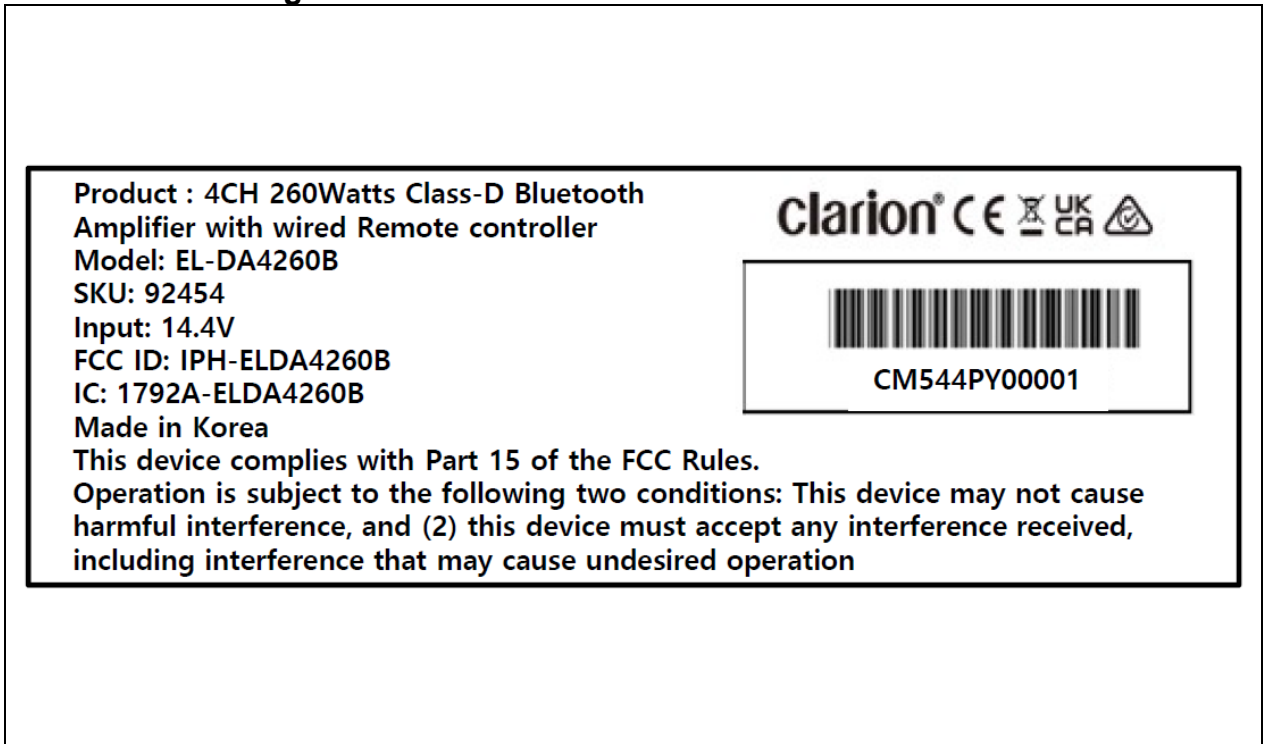 Product : 4CH 260Watts Class-D Bluetooth
Amplifier with wired Remote controller
Model: EL-DA4260B
SKU: 92454
Input: 14.4V
FCC ID: IPH-ELDA4260B
IC: 1792A-ELDA4260B
Made in Korea
This device complies with Part 15 of the FCC Rules.
Operation is subject to the following two conditions: This device may not cause
harmful interference, and (2) this device must accept any interference received,
including interference that may cause undesired operation
Clarion® CE UK
CA
CM544PY00001